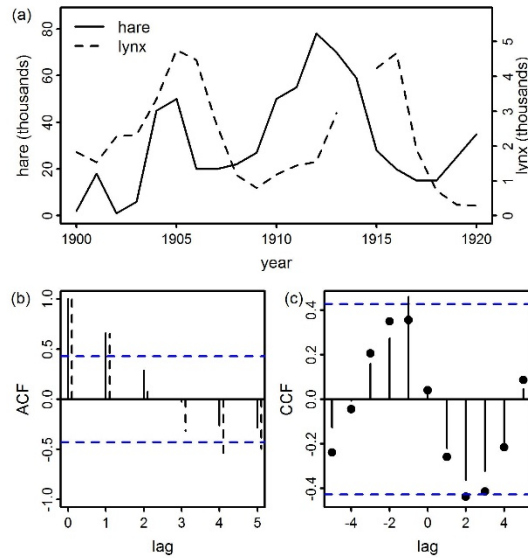 (a)
hare
lynx
hare (thousands)
0 20 40 60 80
lynx (thousands)
0 1 2 3 4 5
1900 1905 1910 1915 1920
year
(b)
ACF
-1.0 -0.5 0.0 0.5 1.0
0 1 2 3 4 5
lag
(c)
CCF
-0.4 -0.2 0.0 0.2 0.4
-4 -2 0 2 4
lag